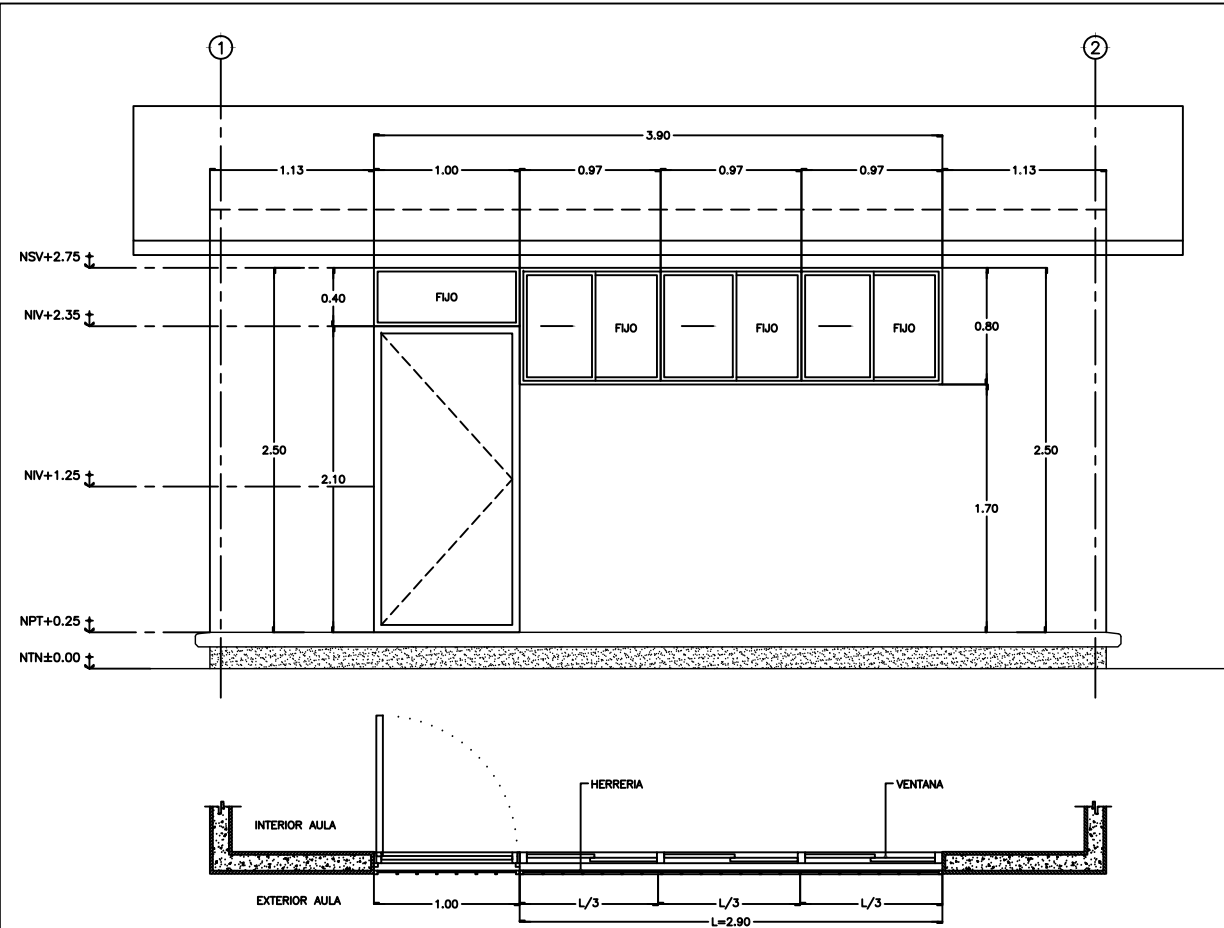 1 2
3.90
1.13 1.00 0.97 0.97 0.97 1.13
NSV+2.75
0.40 FIJO
NIV+2.35
FIJO FIJO FIJO 0.80
2.50 2.50
NIV+1.25
2.10
1.70
NPT+0.25
NTN±0.00
HERRERIA VENTANA
INTERIOR AULA
EXTERIOR AULA
1.00 L/3 L/3 L/3
L=2.90